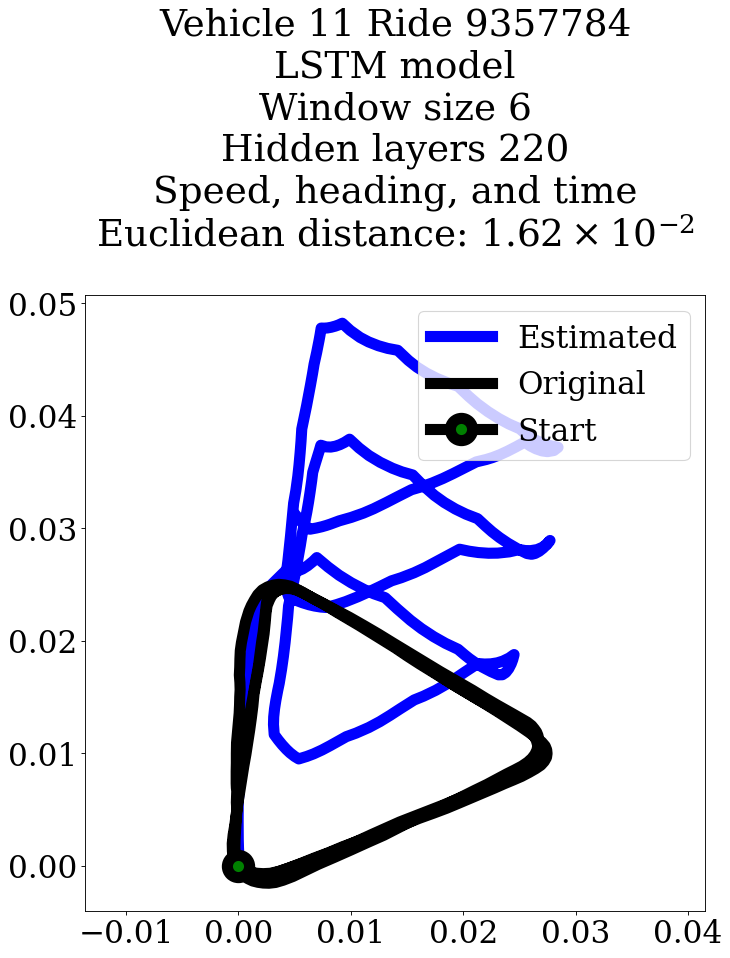 Vehicle 11 Ride 9357784
LSTM model
Window size 6
Hidden layers 220
Speed, heading, and time
Euclidean distance: 1.62 × 10⁻²
0.05
0.04
0.03
0.02
0.01
0.00
Estimated
Original
Start
−0.01 0.00 0.01 0.02 0.03 0.04